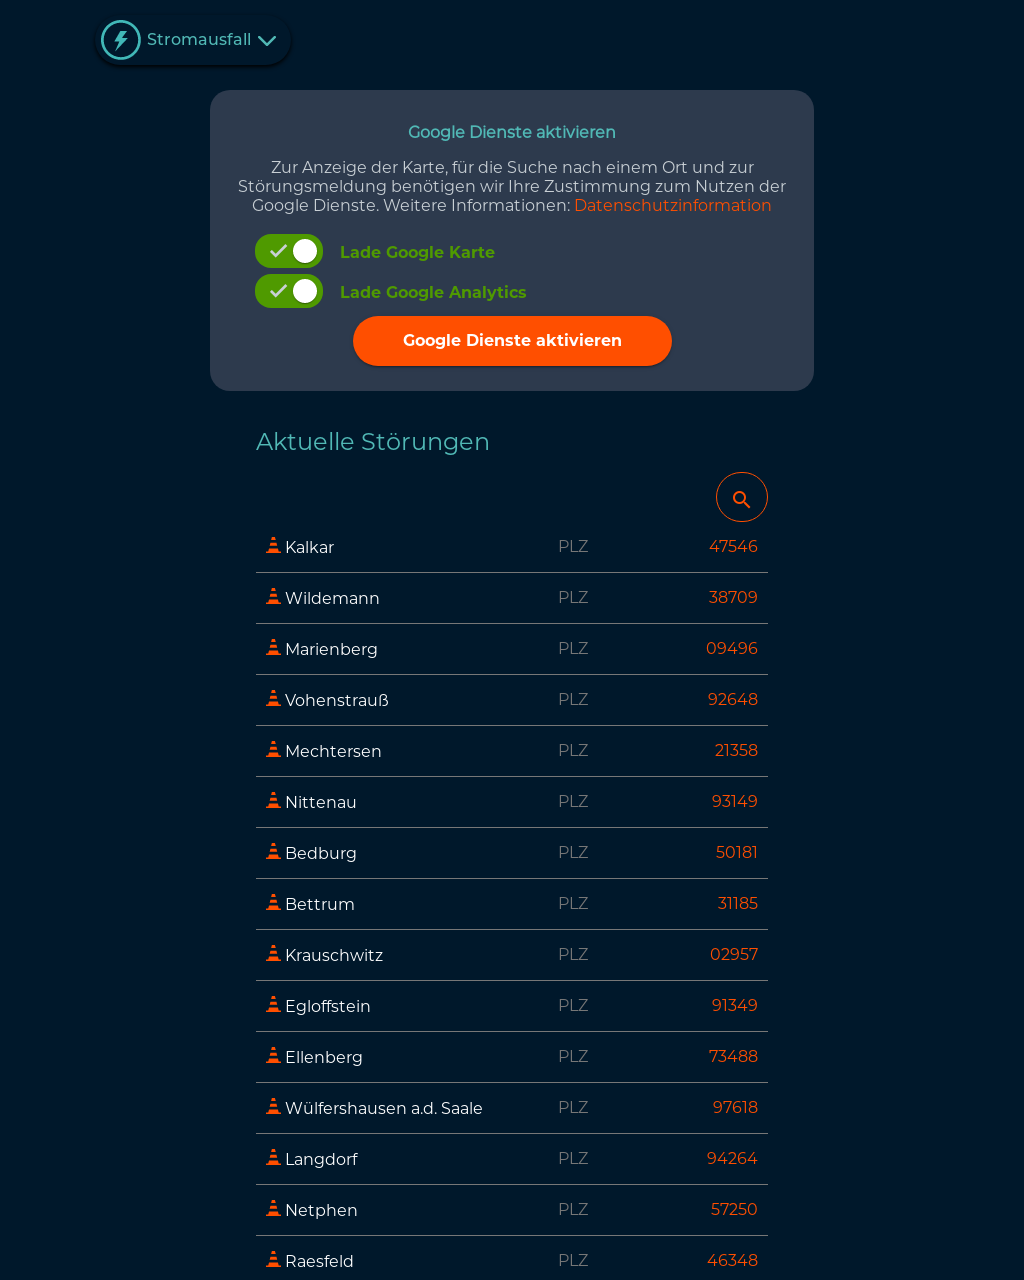 Stromausfall
Google Dienste aktivieren
Zur Anzeige der Karte, für die Suche nach einem Ort und zur
Störungsmeldung benötigen wir Ihre Zustimmung zum Nutzen der
Google Dienste. Weitere Informationen: Datenschutzinformation
Lade Google Karte
Lade Google Analytics
Google Dienste aktivieren
Aktuelle Störungen
Kalkar PLZ 47546
Wildemann PLZ 38709
Marienberg PLZ 09496
Vohenstrauß PLZ 92648
Mechtersen PLZ 21358
Nittenau PLZ 93149
Bedburg PLZ 50181
Bettrum PLZ 31185
Krauschwitz PLZ 02957
Egloffstein PLZ 91349
Ellenberg PLZ 73488
Wülfershausen a.d. Saale PLZ 97618
Langdorf PLZ 94264
Netphen PLZ 57250
Raesfeld PLZ 46348